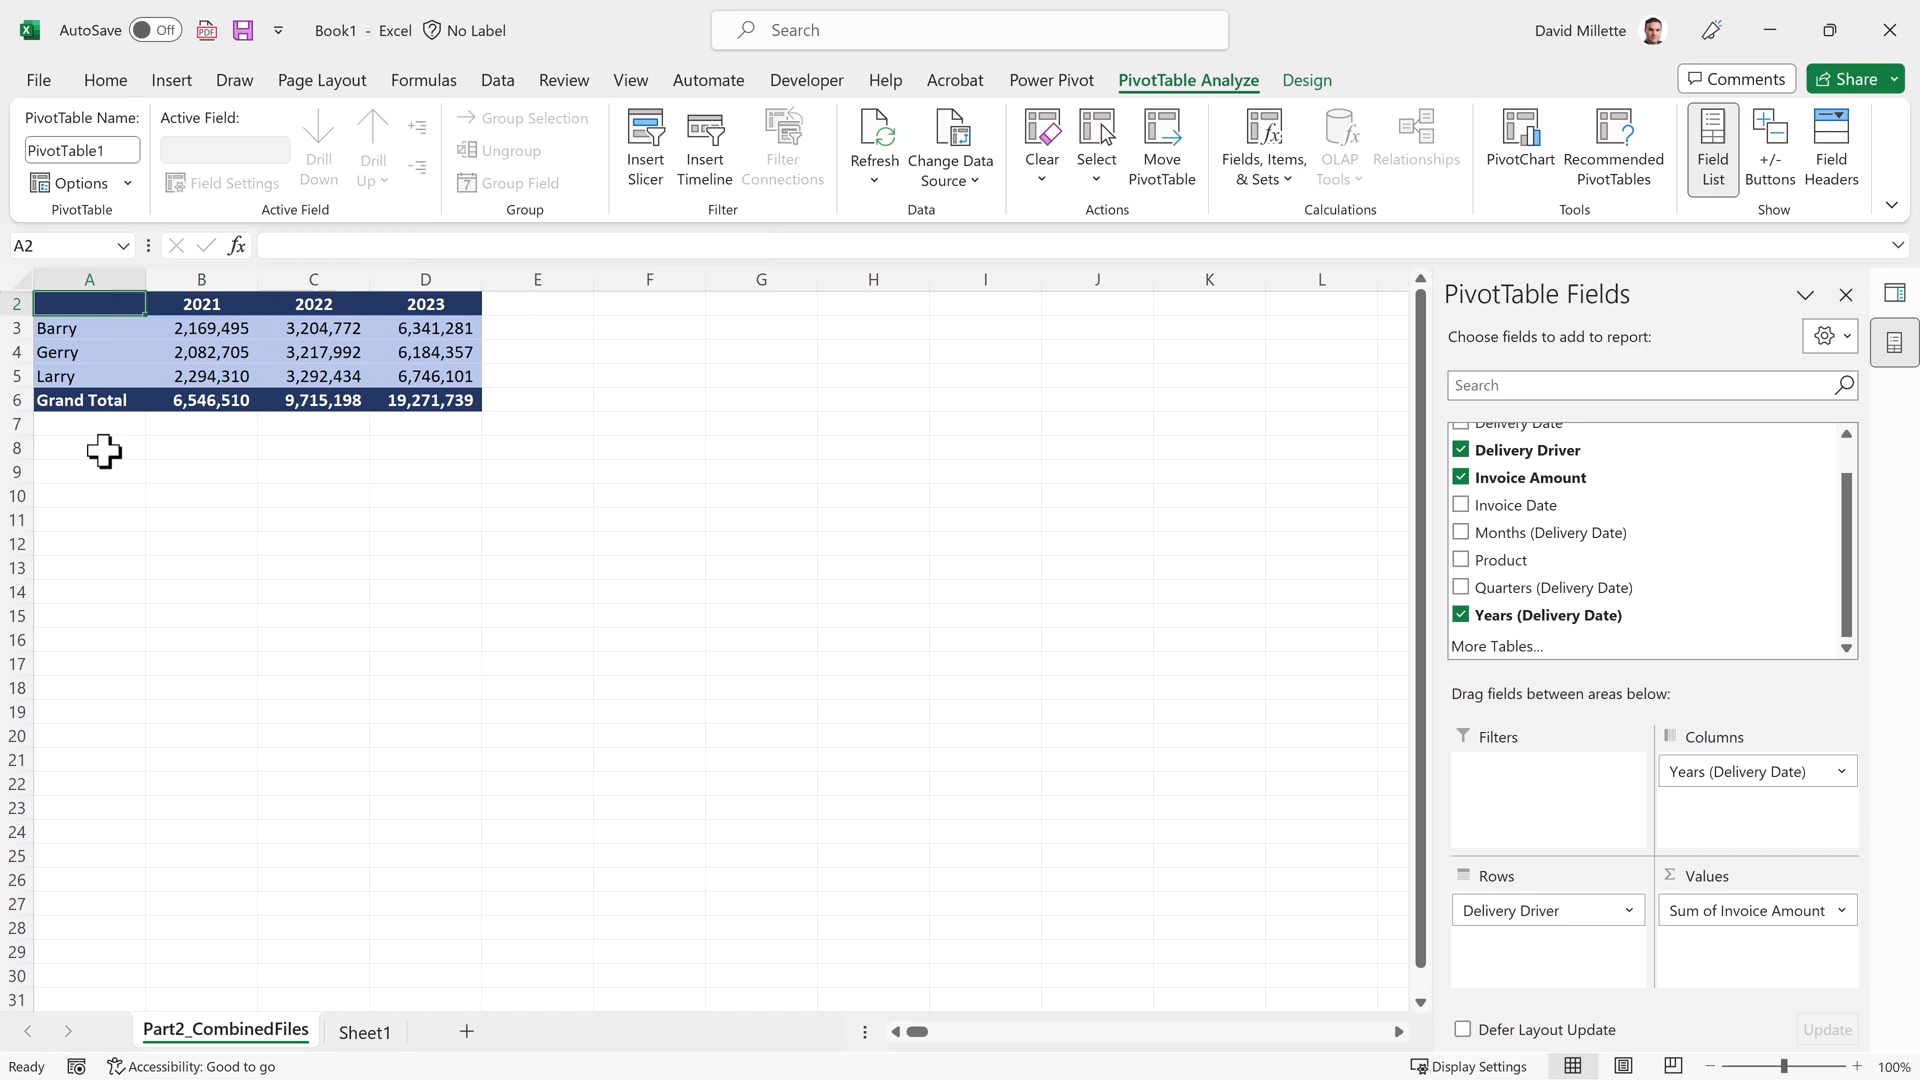 AutoSave Off PDF Book1 - Excel No Label Search David Millette
File Home Insert Draw Page Layout Formulas Data Review View Automate Developer Help Acrobat Power Pivot PivotTable Analyze Design Comments Share
PivotTable Name:
PivotTable1
Options
PivotTable
Active Field:
Field Settings
Drill Down
Drill Up
Active Field
Group Selection
Ungroup
7 Group Field
Group
Insert Slicer
Insert Timeline
Filter Connections
Filter
Refresh
Change Data Source
Data
Clear
Select
Move PivotTable
Actions
Fields, Items, & Sets
OLAP Tools
Relationships
Calculations
PivotChart
Recommended PivotTables
Tools
Field List
+/- Buttons
Field Headers
Show
A2 fx
A B C D E F G H I J K L
2 2021 2022 2023
3 Barry 2,169,495 3,204,772 6,341,281
4 Gerry 2,082,705 3,217,992 6,184,357
5 Larry 2,294,310 3,292,434 6,746,101
6 Grand Total 6,546,510 9,715,198 19,271,739
7
8
9
10
11
12
13
14
15
16
17
18
19
20
21
22
23
24
25
26
27
28
29
30
31
PivotTable Fields
Choose fields to add to report:
Search
Delivery Date
Delivery Driver
Invoice Amount
Invoice Date
Months (Delivery Date)
Product
Quarters (Delivery Date)
Years (Delivery Date)
More Tables...
Drag fields between areas below:
Filters
Columns
Years (Delivery Date)
Rows
Delivery Driver
Σ Values
Sum of Invoice Amount
Defer Layout Update Update
Part2_CombinedFiles Sheet1
Ready Accessibility: Good to go Display Settings 100%